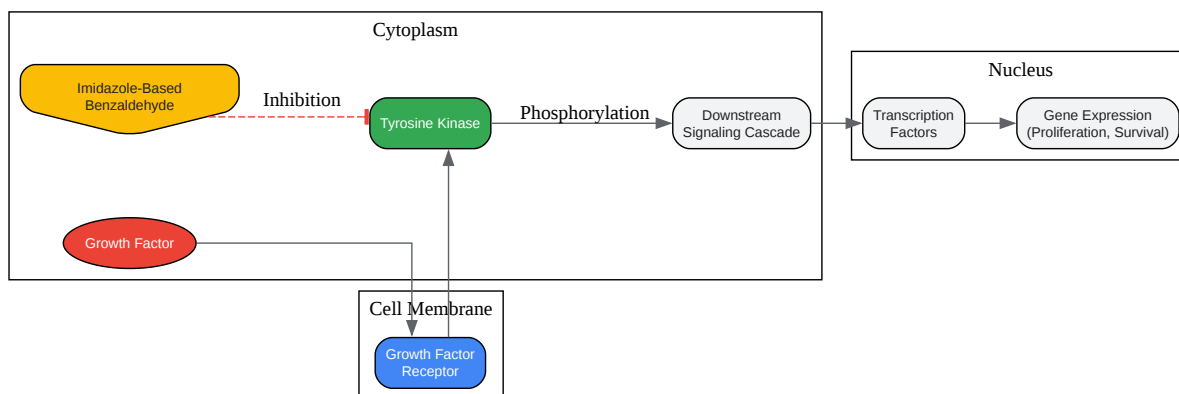 Cytoplasm
Nucleus
Imidazole-Based
Benzaldehyde
Inhibition
Tyrosine Kinase
Phosphorylation
Downstream
Signaling Cascade
Transcription
Factors
Gene Expression
(Proliferation, Survival)
Growth Factor
Cell Membrane
Growth Factor
Receptor